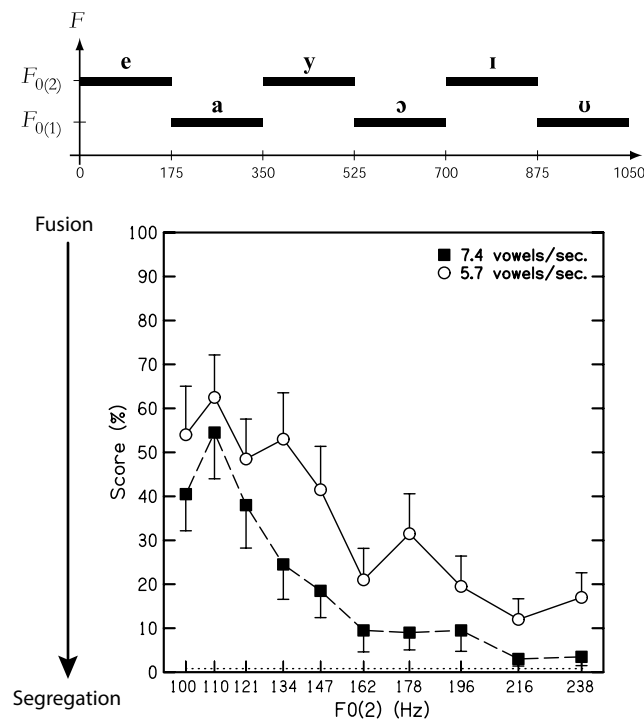 F
e y ɪ
F0(2)
a ɔ ʊ
F0(1)
0 175 350 525 700 875 1050
Fusion
100
7.4 vowels/sec.
90
5.7 vowels/sec.
80
70
60
50
Score (%)
40
30
20
10
0
100 110 121 134 147 162 178 196 216 238
Segregation
F0(2) (Hz)